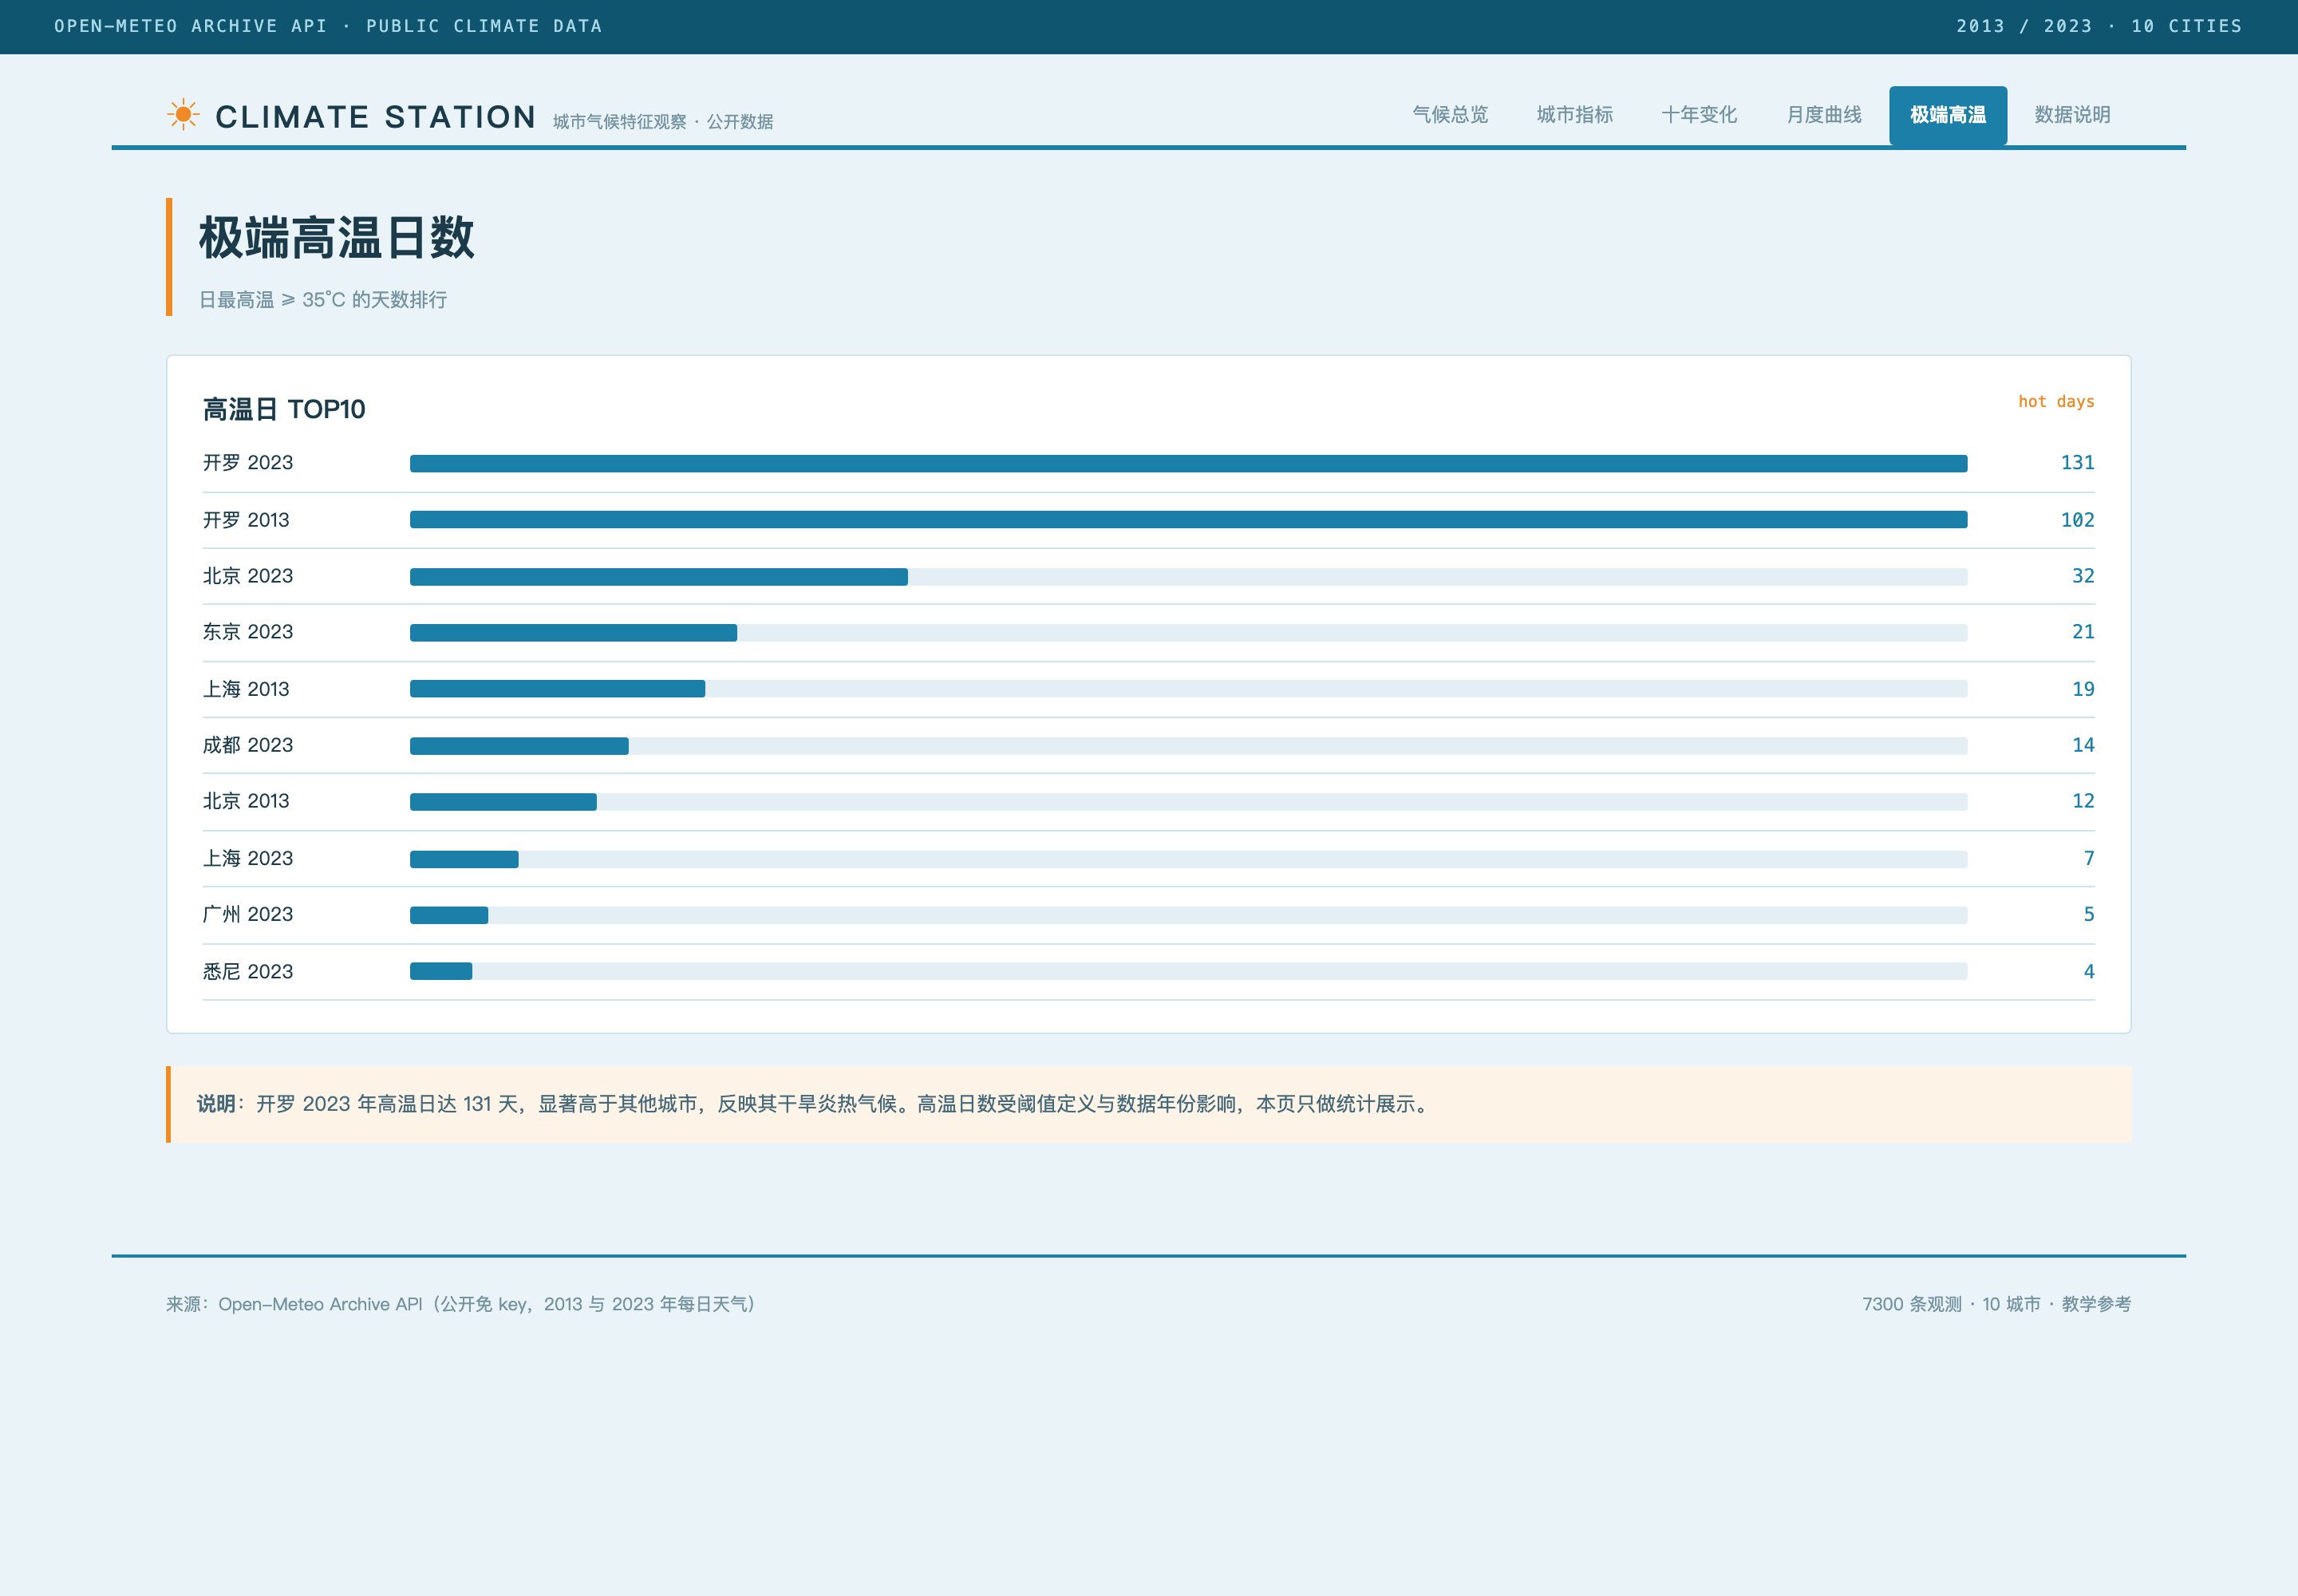 OPEN-METEO ARCHIVE API · PUBLIC CLIMATE DATA
2013 / 2023 · 10 CITIES
CLIMATE STATION 城市气候特征观察 · 公开数据
气候总览 城市指标 十年变化 月度曲线 极端高温 数据说明
极端高温日数
日最高温 ≥ 35°C 的天数排行
高温日 TOP10
hot days
开罗 2023 131
开罗 2013 102
北京 2023 32
东京 2023 21
上海 2013 19
成都 2023 14
北京 2013 12
上海 2023 7
广州 2023 5
悉尼 2023 4
说明：开罗 2023 年高温日达 131 天，显著高于其他城市，反映其干旱炎热气候。高温日数受阈值定义与数据年份影响，本页只做统计展示。
来源：Open-Meteo Archive API（公开免 key，2013 与 2023 年每日天气）
7300 条观测 · 10 城市 · 教学参考